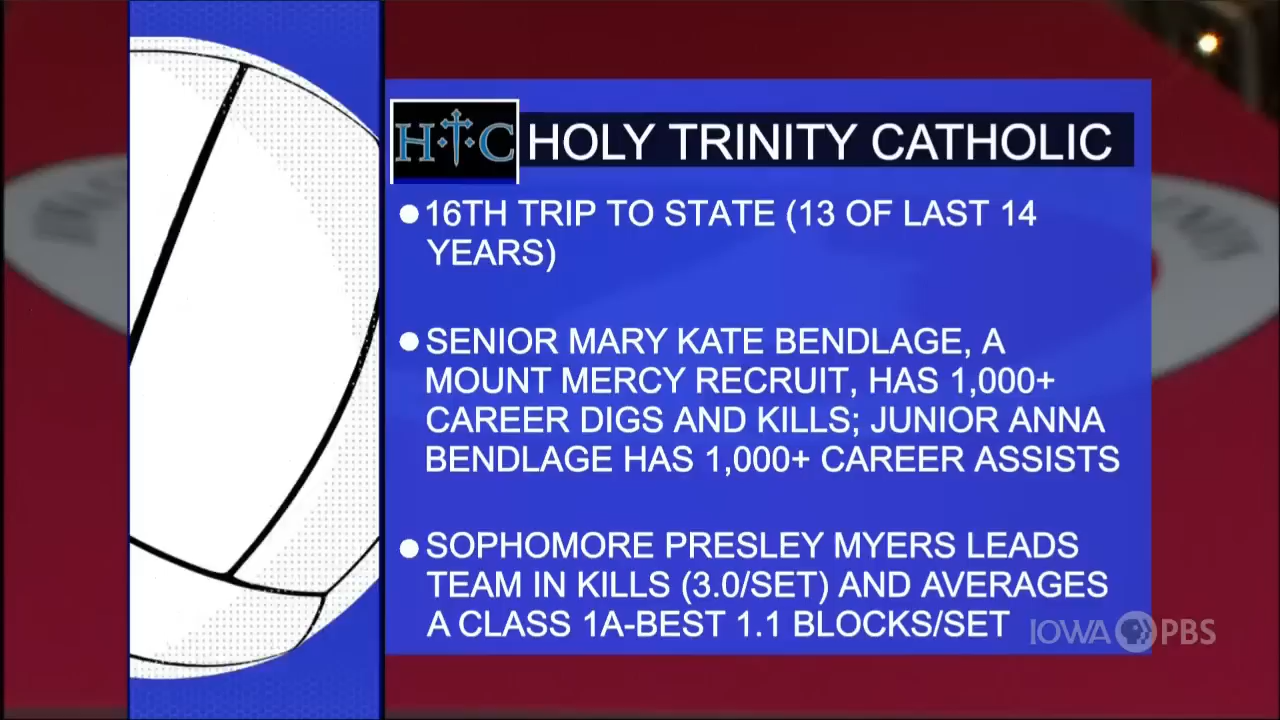 HTC HOLY TRINITY CATHOLIC
●16TH TRIP TO STATE (13 OF LAST 14
YEARS)
●SENIOR MARY KATE BENDLAGE, A
MOUNT MERCY RECRUIT, HAS 1,000+
CAREER DIGS AND KILLS; JUNIOR ANNA
BENDLAGE HAS 1,000+ CAREER ASSISTS
●SOPHOMORE PRESLEY MYERS LEADS
TEAM IN KILLS (3.0/SET) AND AVERAGES
A CLASS 1A-BEST 1.1 BLOCKS/SET
IOWA PBS